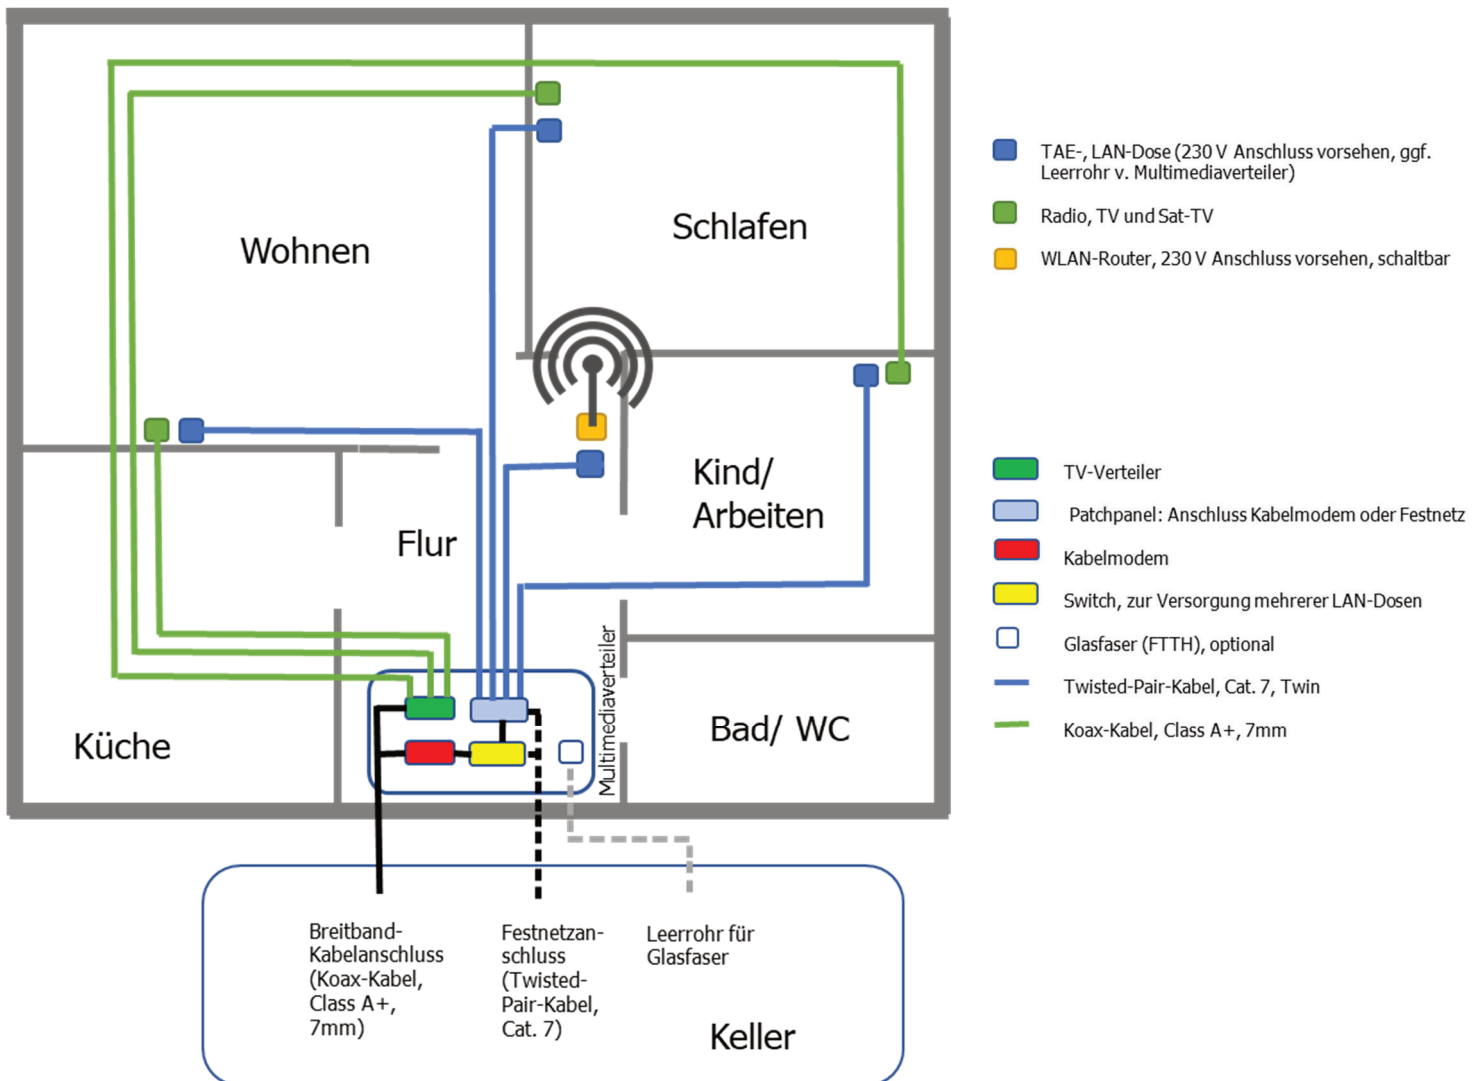 Wohnen
Schlafen
Kind/
Arbeiten
Flur
Küche
Bad/ WC
Multimediaverteiler
TAE-, LAN-Dose (230 V Anschluss vorsehen, ggf.
Leerrohr v. Multimediaverteiler)
Radio, TV und Sat-TV
WLAN-Router, 230 V Anschluss vorsehen, schaltbar
TV-Verteiler
Patchpanel: Anschluss Kabelmodem oder Festnetz
Kabelmodem
Switch, zur Versorgung mehrerer LAN-Dosen
Glasfaser (FTTH), optional
Twisted-Pair-Kabel, Cat. 7, Twin
Koax-Kabel, Class A+, 7mm
Breitband-
Kabelanschluss
(Koax-Kabel,
Class A+,
7mm)
Festnetzan-
schluss
(Twisted-
Pair-Kabel,
Cat. 7)
Leerrohr für
Glasfaser
Keller